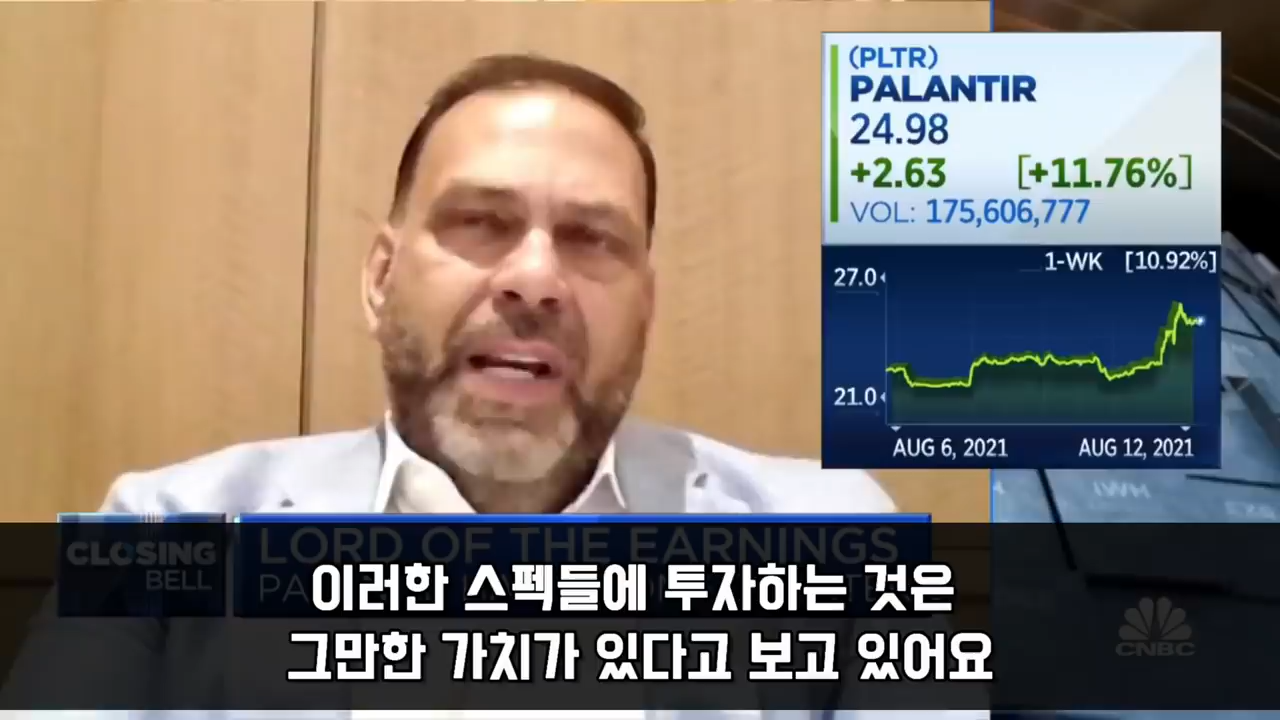 (PLTR)
PALANTIR
24.98
+2.63 [+11.76%]
VOL: 175,606,777
1-WK [10.92%]
27.0
21.0
AUG 6, 2021 AUG 12, 2021
CLOSING
BELL
LORD OF THE EARNINGS
이러한 스펙들에 투자하는 것은
그만한 가치가 있다고 보고 있어요
CNBC